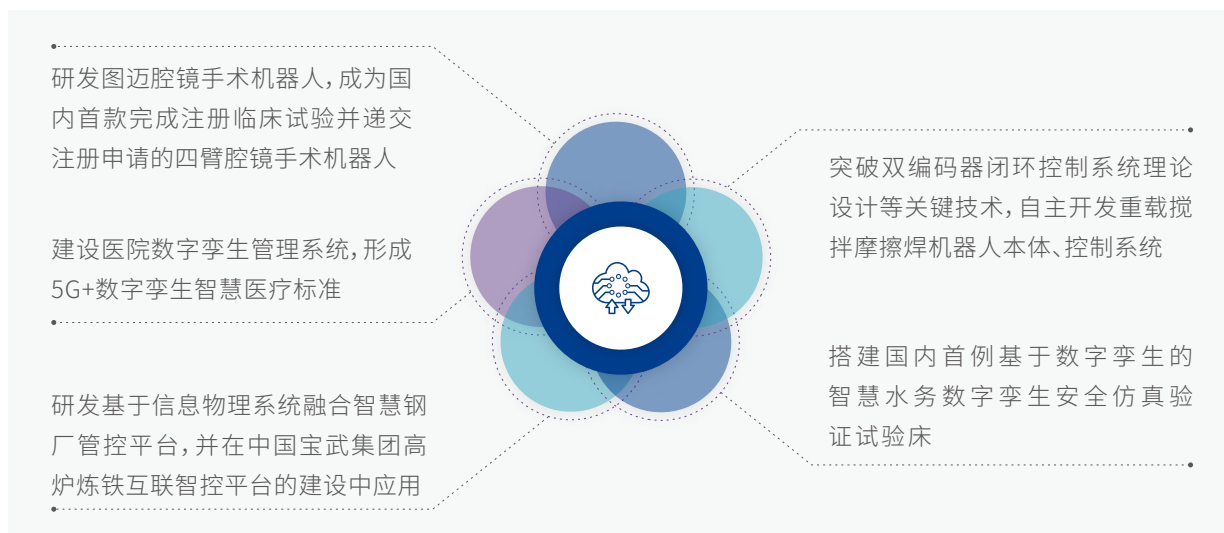 研发图迈腔镜手术机器人，成为国
内首款完成注册临床试验并递交
注册申请的四臂腔镜手术机器人
建设医院数字孪生管理系统，形成
5G+数字孪生智慧医疗标准
研发基于信息物理系统融合智慧钢
厂管控平台，并在中国宝武集团高
炉炼铁互联智控平台的建设中应用
突破双编码器闭环控制系统理论
设计等关键技术，自主开发重载搅
拌摩擦焊机器人本体、控制系统
搭建国内首例基于数字孪生的
智慧水务数字孪生安全仿真验
证试验床